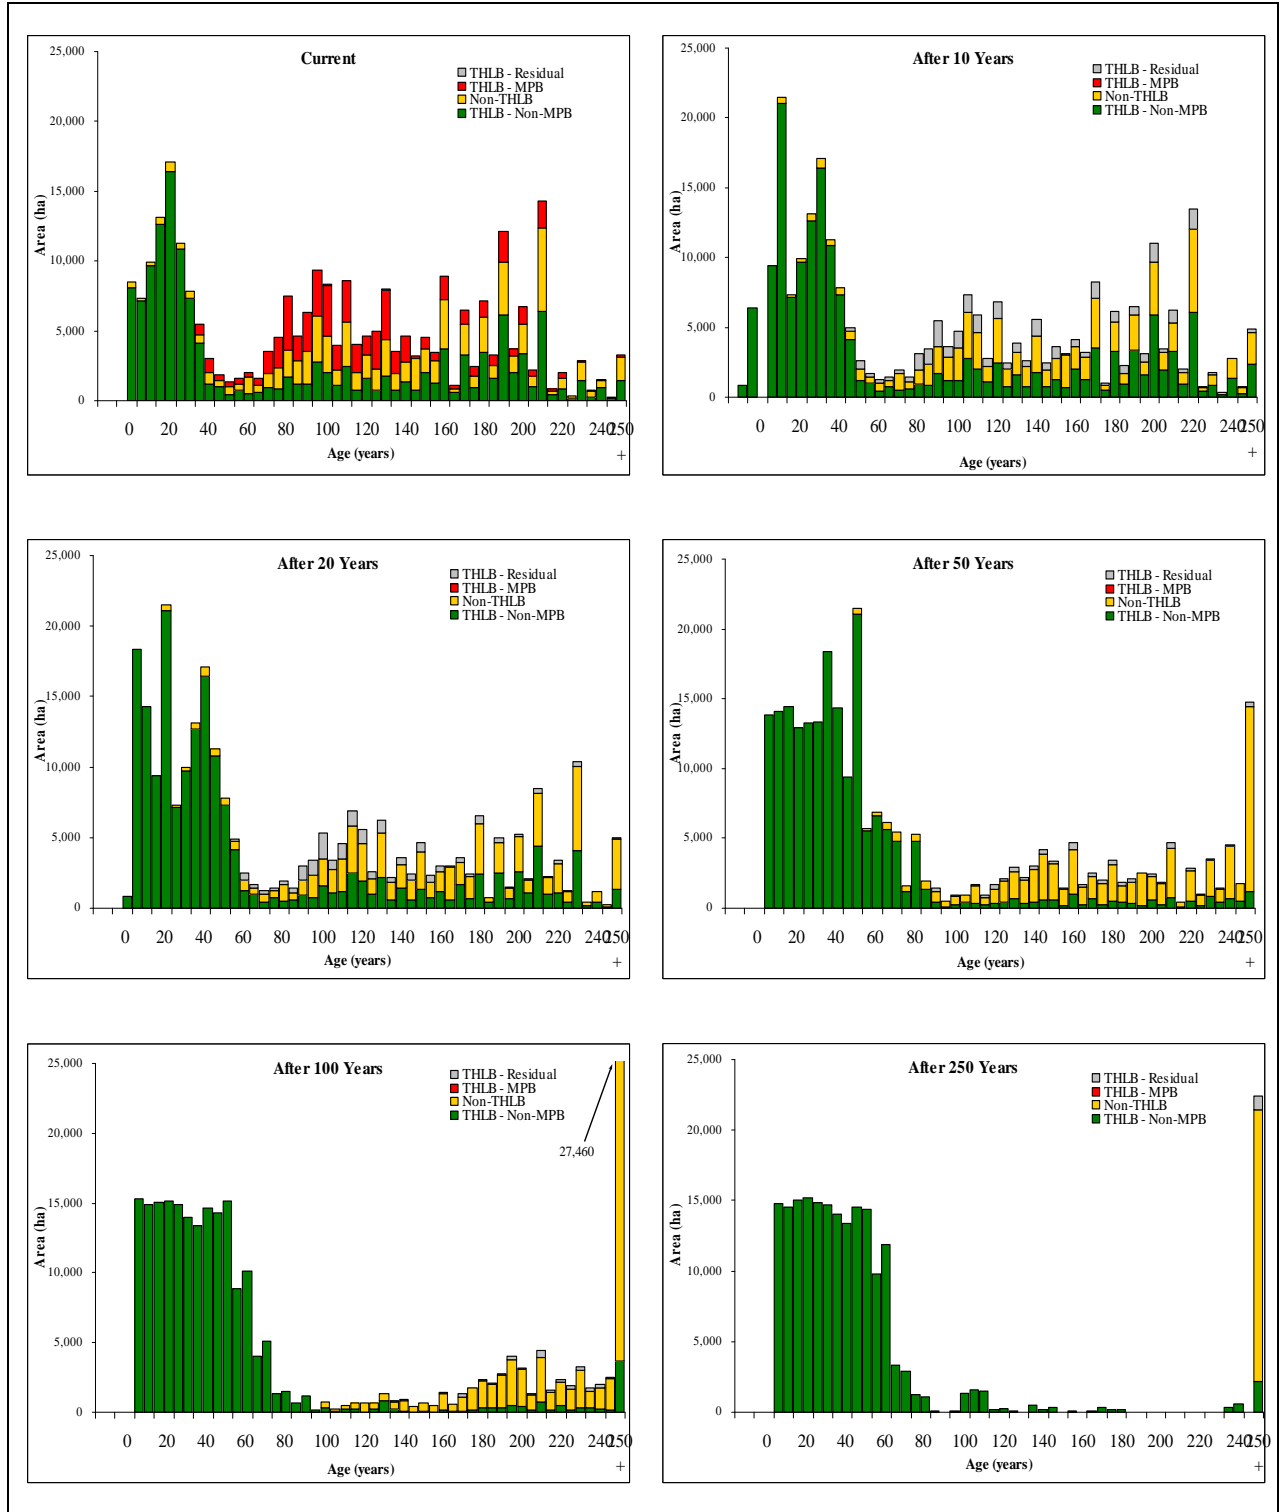 Current
THLB - Residual
THLB - MPB
Non-THLB
THLB - Non-MPB
25,000
20,000
15,000
10,000
5,000
0
Area (ha)
0 20 40 60 80 100 120 140 160 180 200 220 240 250
+
Age (years)
After 10 Years
THLB - Residual
THLB - MPB
Non-THLB
THLB - Non-MPB
25,000
20,000
15,000
10,000
5,000
0
Area (ha)
0 20 40 60 80 100 120 140 160 180 200 220 240 250
+
Age (years)
After 20 Years
THLB - Residual
THLB - MPB
Non-THLB
THLB - Non-MPB
25,000
20,000
15,000
10,000
5,000
0
Area (ha)
0 20 40 60 80 100 120 140 160 180 200 220 240 250
+
Age (years)
After 50 Years
THLB - Residual
THLB - MPB
Non-THLB
THLB - Non-MPB
25,000
20,000
15,000
10,000
5,000
0
Area (ha)
0 20 40 60 80 100 120 140 160 180 200 220 240 250
+
Age (years)
After 100 Years
THLB - Residual
THLB - MPB
Non-THLB
THLB - Non-MPB
27,460
25,000
20,000
15,000
10,000
5,000
0
Area (ha)
0 20 40 60 80 100 120 140 160 180 200 220 240 250
+
Age (years)
After 250 Years
THLB - Residual
THLB - MPB
Non-THLB
THLB - Non-MPB
25,000
20,000
15,000
10,000
5,000
0
Area (ha)
0 20 40 60 80 100 120 140 160 180 200 220 240 250
+
Age (years)